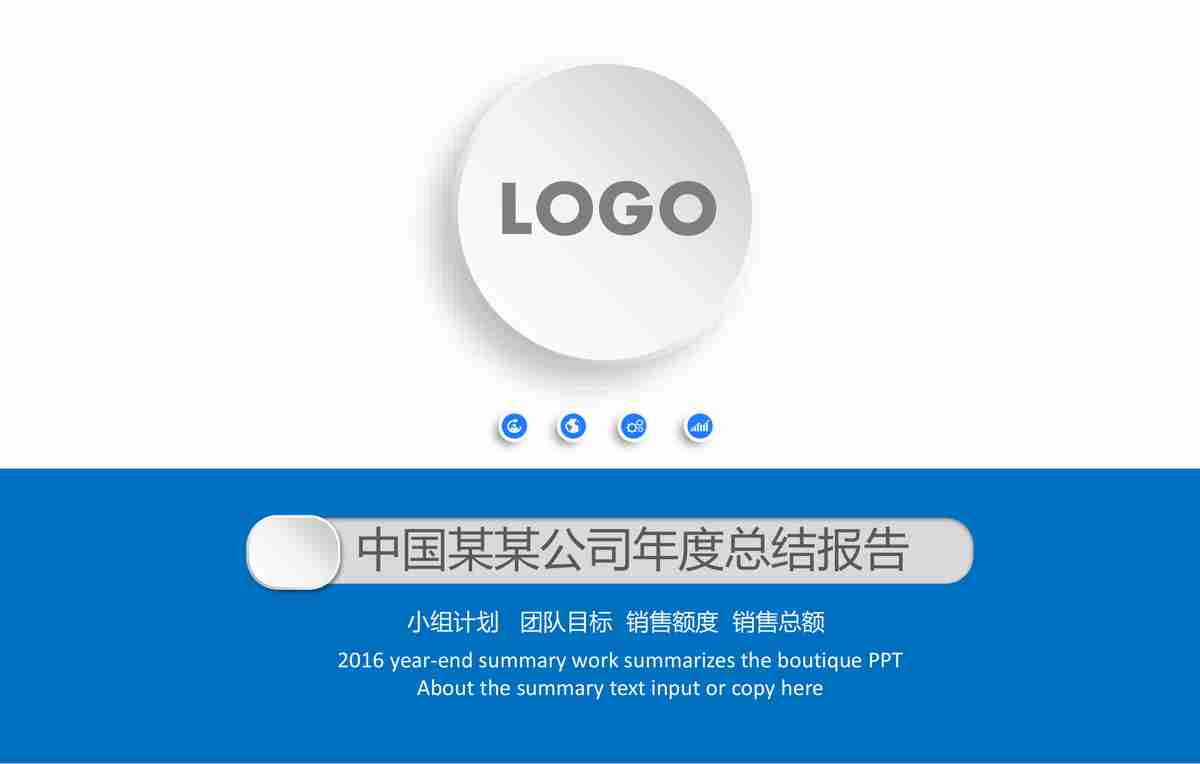 LOGO
中国某某公司年度总结报告
小组计划 团队目标 销售额度 销售总额
2016 year-end summary work summarizes the boutique PPT
About the summary text input or copy here